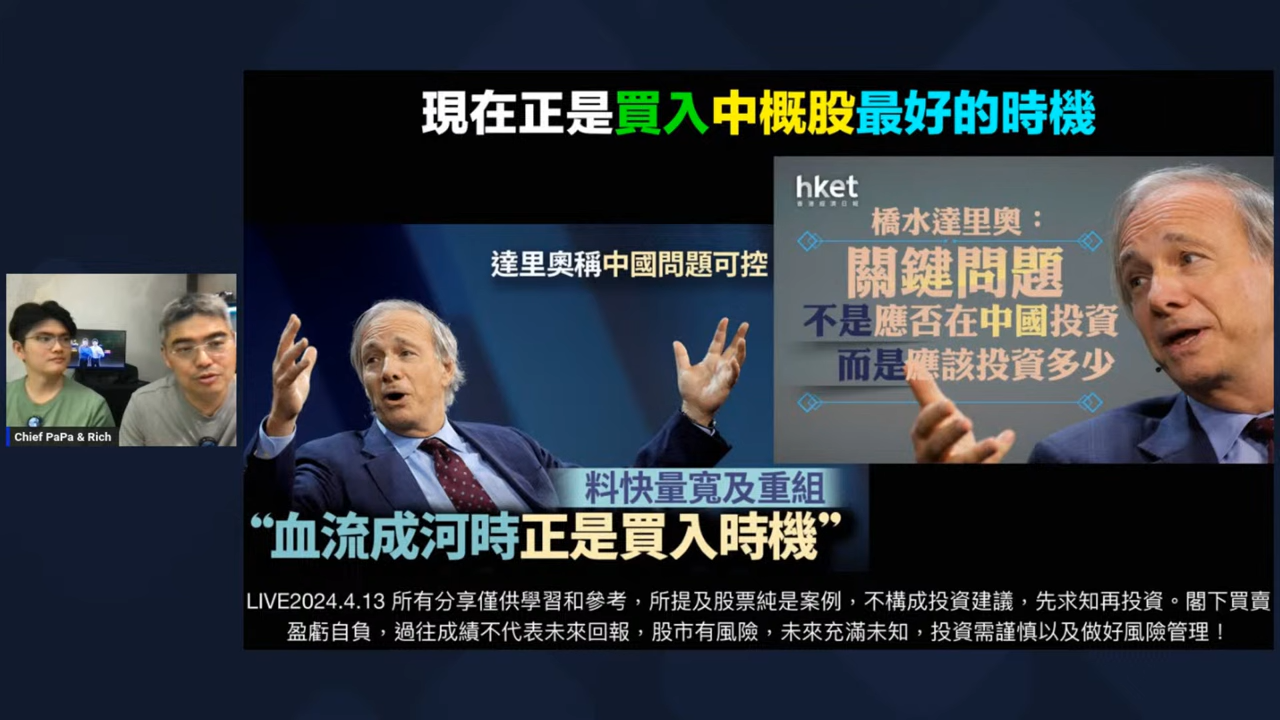 現在正是買入中概股最好的時機
hket
香港經濟日報
橋水達里奧：
關鍵問題
不是應否在中國投資
而是應該投資多少
達里奧稱中國問題可控
料快量寬及重組
“血流成河時正是買入時機”
Chief PaPa & Rich
LIVE2024.4.13 所有分享僅供學習和參考，所提及股票純是案例，不構成投資建議，先求知再投資。閣下買賣
盈虧自負，過往成績不代表未來回報，股市有風險，未來充滿未知，投資需謹慎以及做好風險管理！